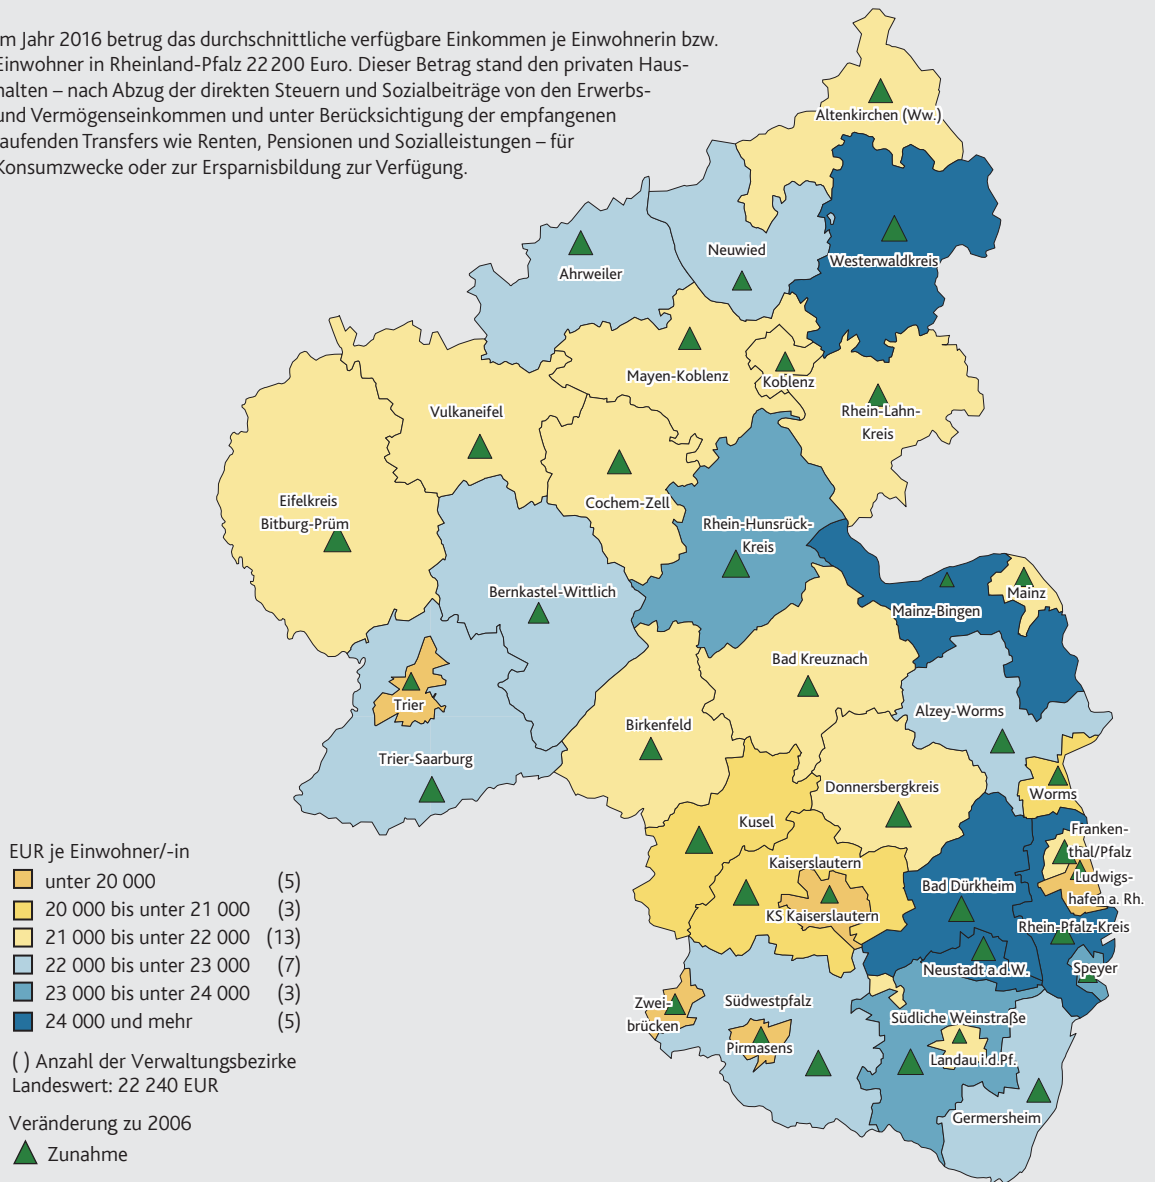 m Jahr 2016 betrug das durchschnittliche verfügbare Einkommen je Einwohnerin bzw.
Einwohner in Rheinland-Pfalz 22 200 Euro. Dieser Betrag stand den privaten Haus-
halten – nach Abzug der direkten Steuern und Sozialbeiträge von den Erwerbs-
und Vermögenseinkommen und unter Berücksichtigung der empfangenen
laufenden Transfers wie Renten, Pensionen und Sozialleistungen – für
Konsumzwecke oder zur Ersparnisbildung zur Verfügung.
Altenkirchen (Ww.)
Neuwied
Westerwaldkreis
Ahrweiler
Mayen-Koblenz
Koblenz
Vulkaneifel
Rhein-Lahn-
Kreis
Eifelkreis
Bitburg-Prüm
Cochem-Zell
Rhein-Hunsrück-
Kreis
Bernkastel-Wittlich
Mainz
Mainz-Bingen
Bad Kreuznach
Trier
Alzey-Worms
Birkenfeld
Trier-Saarburg
Donnersbergkreis
Worms
Kusel
Franken-
thal/Pfalz
Kaiserslautern
Ludwigs-
hafen a. Rh.
Bad Dürkheim
KS Kaiserslautern
Rhein-Pfalz-Kreis
Neustadt a.d.W.
Speyer
Zwei-
brücken
Südwestpfalz
Südliche Weinstraße
Pirmasens
Landau i.d.Pf.
Germersheim
EUR je Einwohner/-in
unter 20 000 (5)
20 000 bis unter 21 000 (3)
21 000 bis unter 22 000 (13)
22 000 bis unter 23 000 (7)
23 000 bis unter 24 000 (3)
24 000 und mehr (5)
( ) Anzahl der Verwaltungsbezirke
Landeswert: 22 240 EUR
Veränderung zu 2006
Zunahme